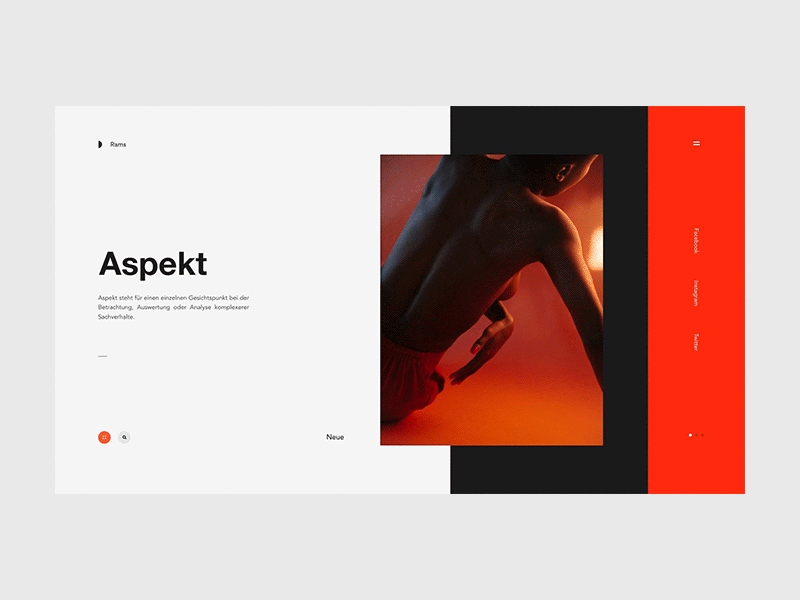 Rams
Aspekt
Aspekt steht für einen einzelnen Gesichtspunkt bei der
Betrachtung, Auswertung oder Analyse komplexerer
Sachverhalte.
Neue
Facebook
Instagram
Twitter